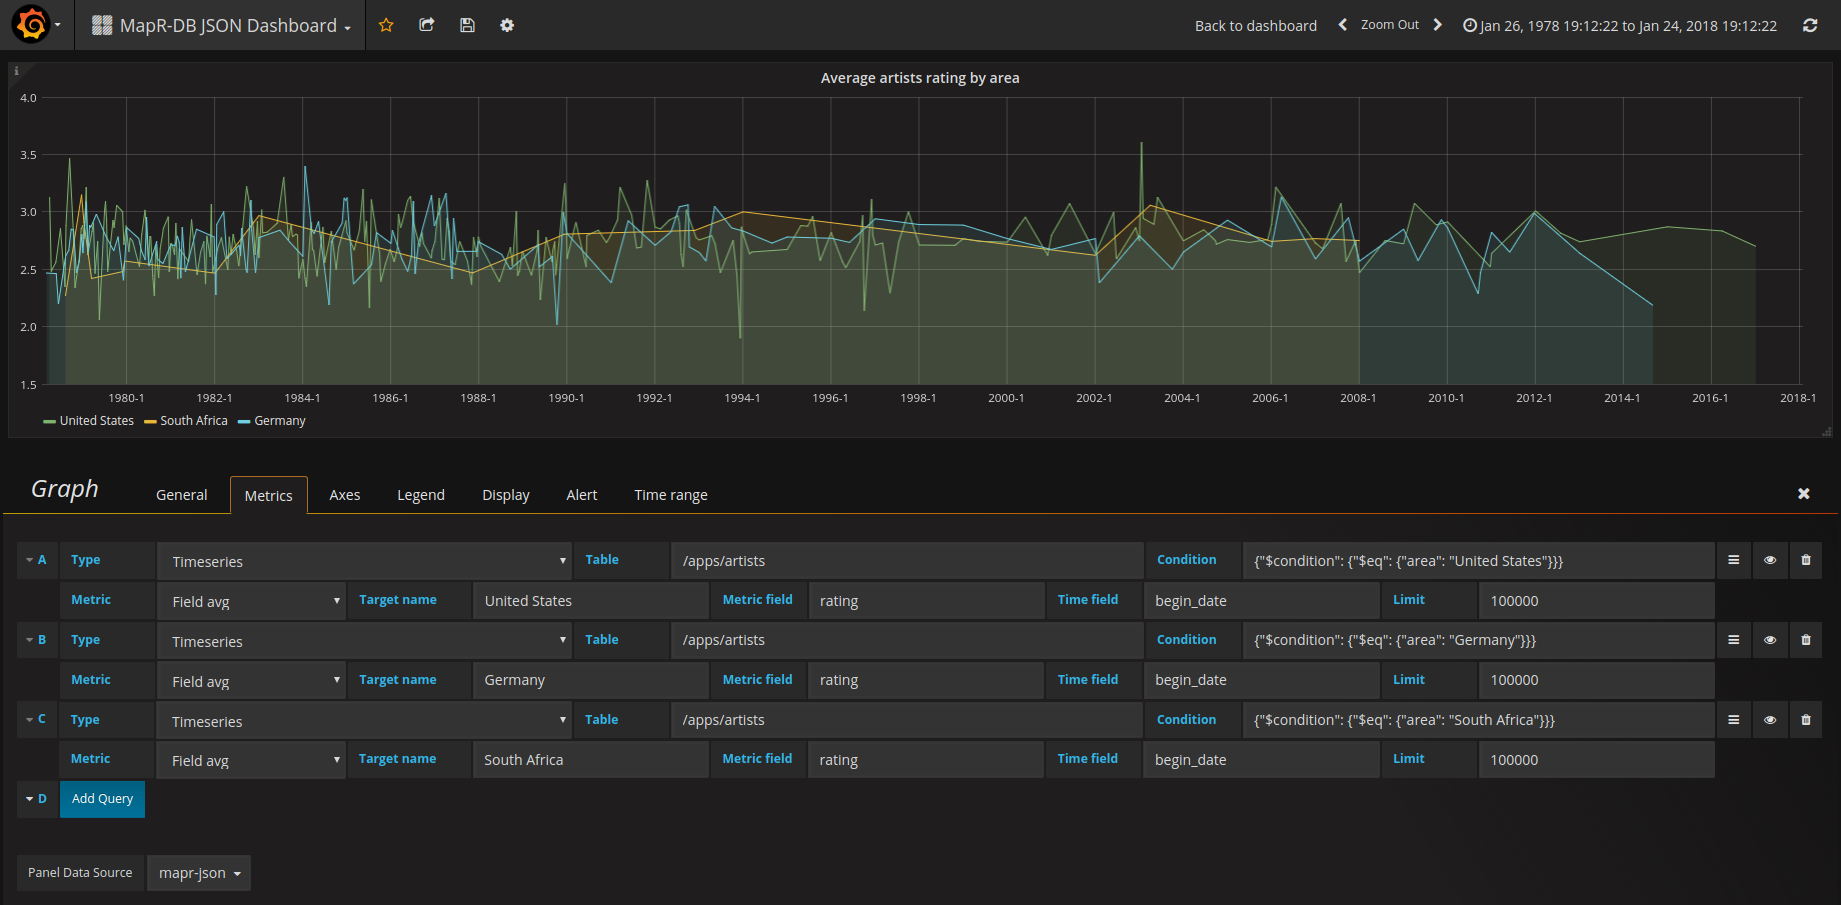 MapR-DB JSON Dashboard
Back to dashboard Zoom Out Jan 26, 1978 19:12:22 to Jan 24, 2018 19:12:22
i
Average artists rating by area
4.0
3.5
3.0
2.5
2.0
1.5
1980-1 1982-1 1984-1 1986-1 1988-1 1990-1 1992-1 1994-1 1996-1 1998-1 2000-1 2002-1 2004-1 2006-1 2008-1 2010-1 2012-1 2014-1 2016-1 2018-1
United States South Africa Germany
Graph General Metrics Axes Legend Display Alert Time range
A Type Timeseries Table /apps/artists Condition {"$condition": {"$eq": {"area": "United States"}}}
Metric Field avg Target name United States Metric field rating Time field begin_date Limit 100000
B Type Timeseries Table /apps/artists Condition {"$condition": {"$eq": {"area": "Germany"}}}
Metric Field avg Target name Germany Metric field rating Time field begin_date Limit 100000
C Type Timeseries Table /apps/artists Condition {"$condition": {"$eq": {"area": "South Africa"}}}
Metric Field avg Target name South Africa Metric field rating Time field begin_date Limit 100000
D Add Query
Panel Data Source mapr-json